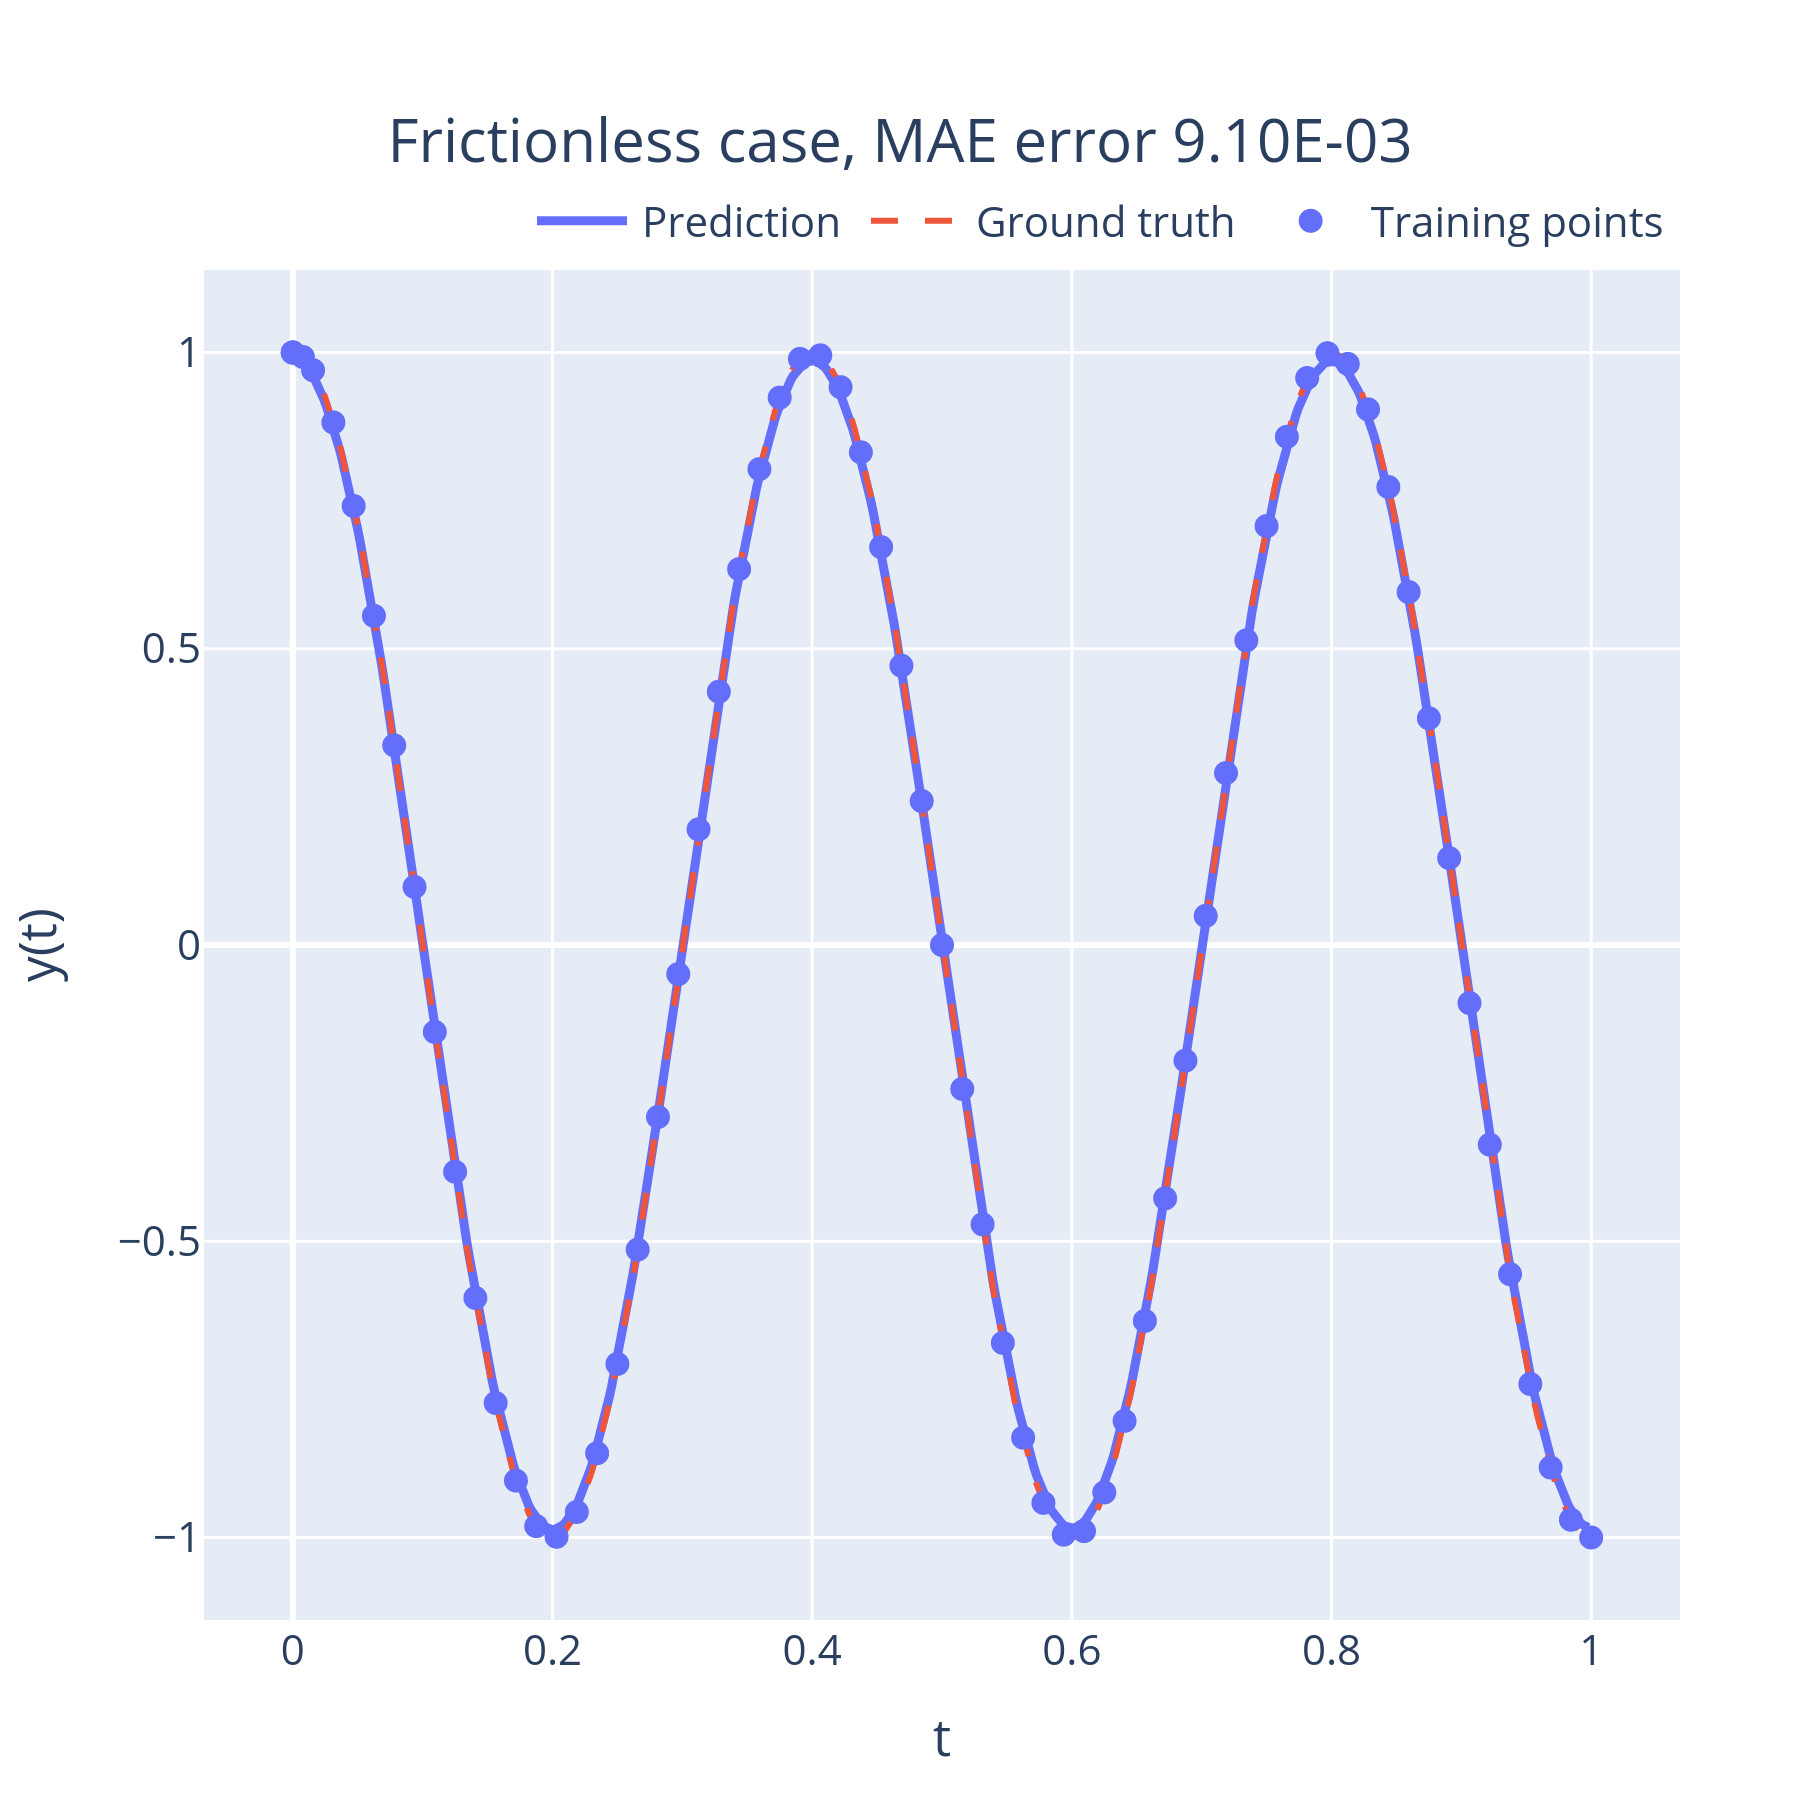 Frictionless case, MAE error 9.10E-03
Prediction Ground truth Training points
1
0.5
0
−0.5
−1
y(t)
0 0.2 0.4 0.6 0.8 1
t